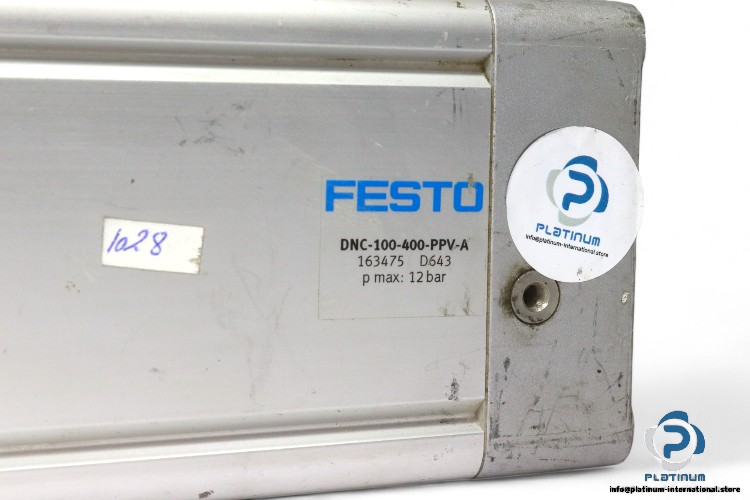 FESTO
DNC-100-400-PPV-A
163475 D643
p max: 12 bar
1028
PLATINUM
info@platinum-international.store
PLATINUM
info@platinum-international.store